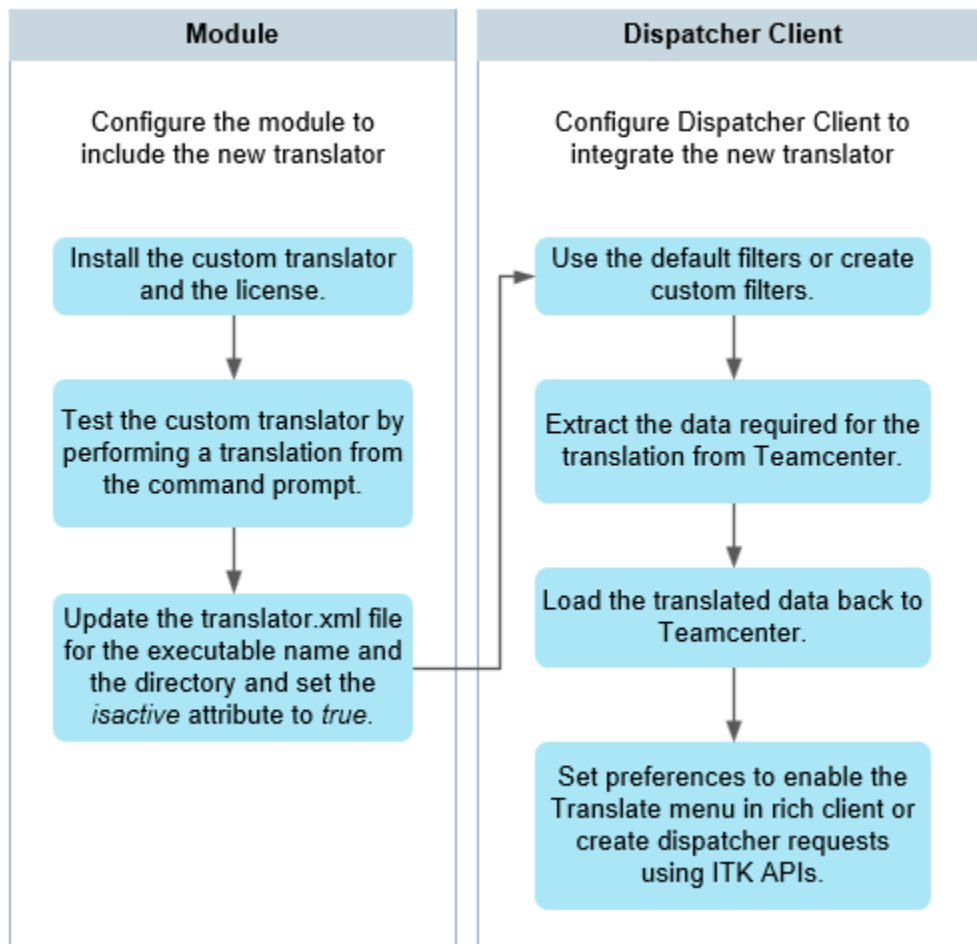 Module
Configure the module to
include the new translator
Install the custom translator
and the license.
Test the custom translator by
performing a translation from
the command prompt.
Update the translator.xml file
for the executable name and
the directory and set the
isactive attribute to true.
Dispatcher Client
Configure Dispatcher Client to
integrate the new translator
Use the default filters or create
custom filters.
Extract the data required for the
translation from Teamcenter.
Load the translated data back to
Teamcenter.
Set preferences to enable the
Translate menu in rich client or
create dispatcher requests
using ITK APIs.